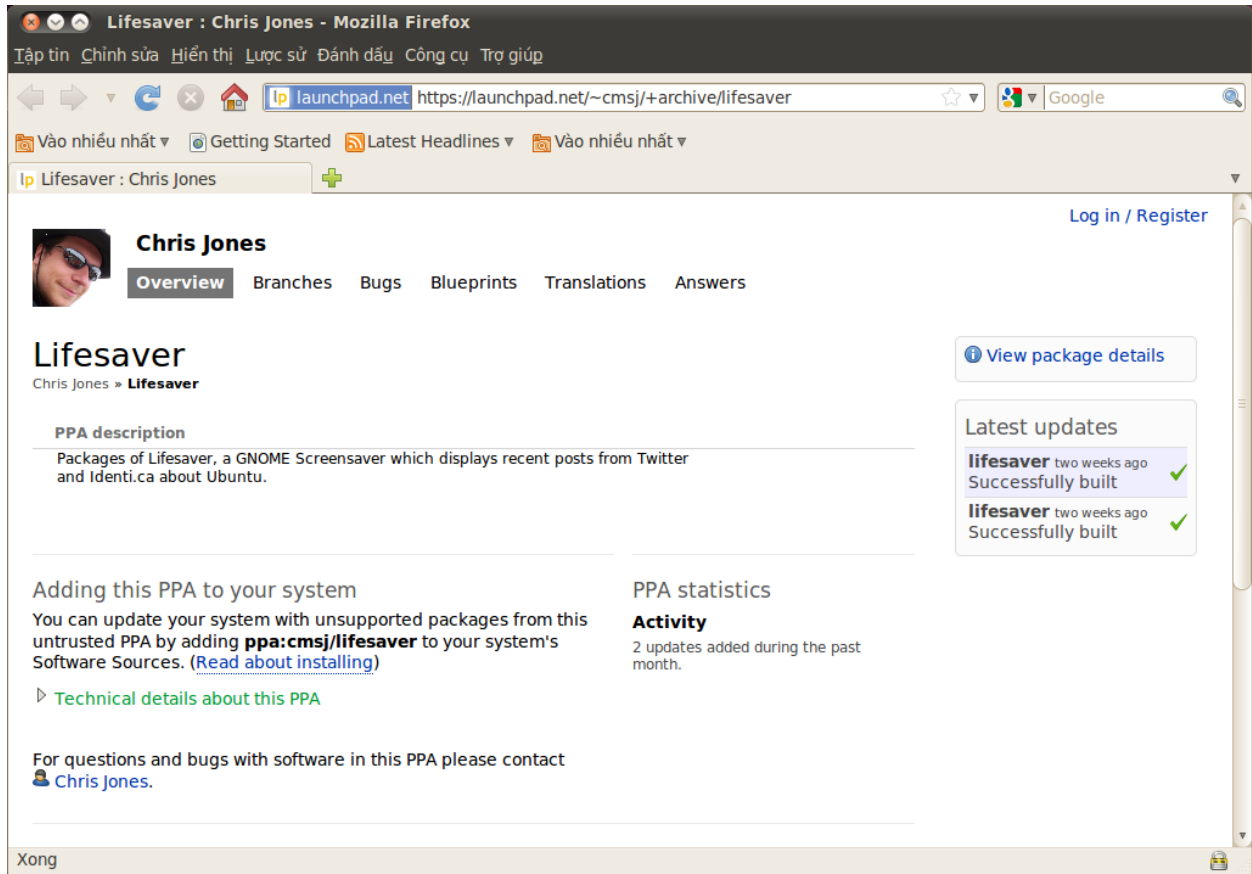 Lifesaver : Chris Jones - Mozilla Firefox
Tập tin Chỉnh sửa Hiển thị Lược sử Đánh dấu Công cụ Trợ giúp
lp launchpad.net https://launchpad.net/~cmsj/+archive/lifesaver Google
Vào nhiều nhất Getting Started Latest Headlines Vào nhiều nhất
lp Lifesaver : Chris Jones
Log in / Register
Chris Jones
Overview Branches Bugs Blueprints Translations Answers
Lifesaver
Chris Jones » Lifesaver
PPA description
Packages of Lifesaver, a GNOME Screensaver which displays recent posts from Twitter
and Identi.ca about Ubuntu.
View package details
Latest updates
lifesaver two weeks ago
Successfully built
lifesaver two weeks ago
Successfully built
Adding this PPA to your system
You can update your system with unsupported packages from this
untrusted PPA by adding ppa:cmsj/lifesaver to your system's
Software Sources. (Read about installing)
Technical details about this PPA
For questions and bugs with software in this PPA please contact
Chris Jones.
PPA statistics
Activity
2 updates added during the past
month.
Xong